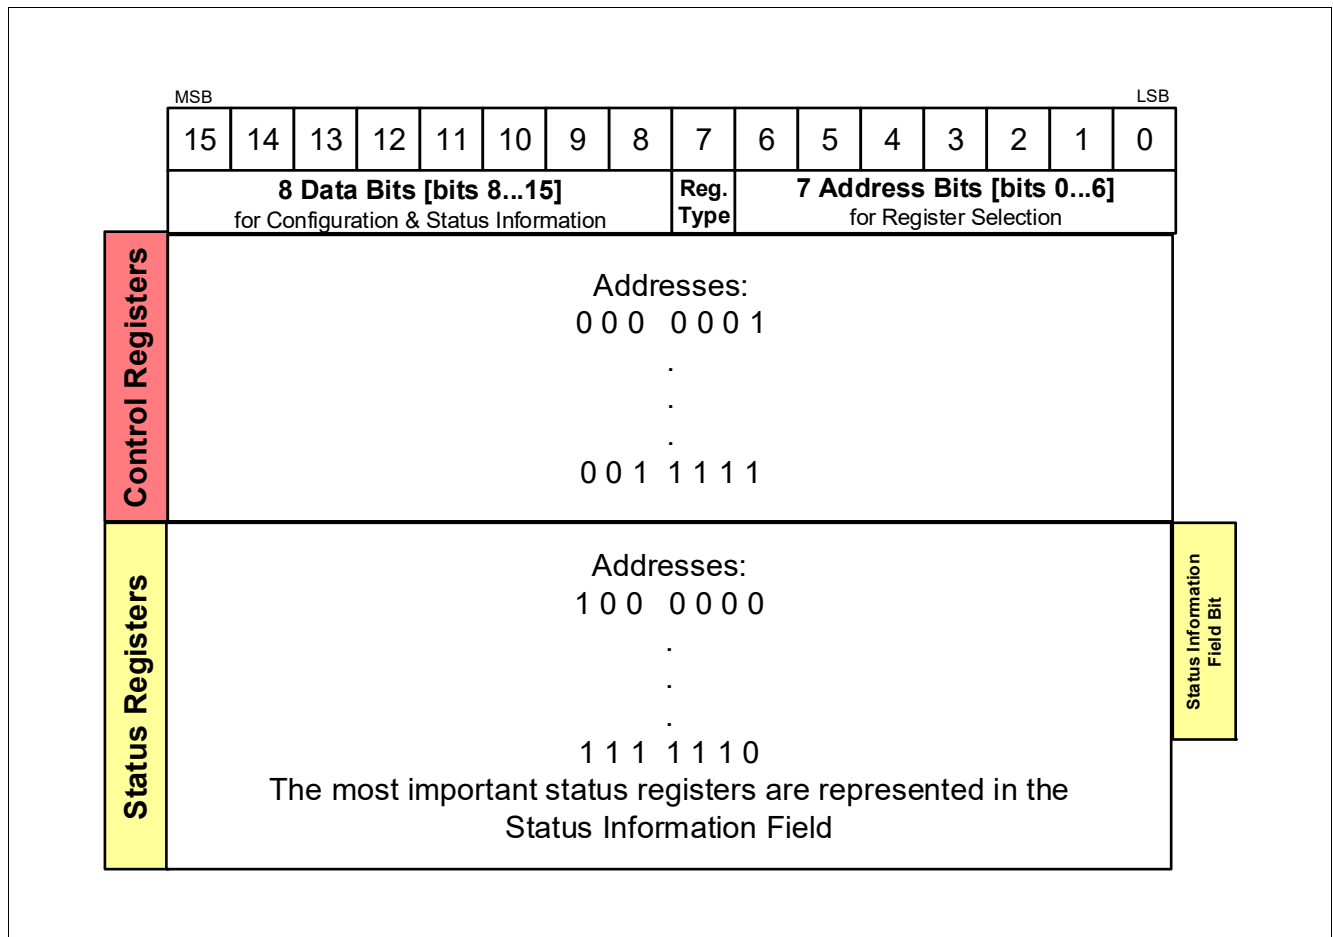 MSB LSB
15 14 13 12 11 10 9 8 7 6 5 4 3 2 1 0
8 Data Bits [bits 8...15]
for Configuration & Status Information
Reg.
Type
7 Address Bits [bits 0...6]
for Register Selection
Control Registers
Addresses:
0 0 0 0 0 0 1
.
.
.
0 0 1 1 1 1 1
Status Registers
Addresses:
1 0 0 0 0 0 0
.
.
.
1 1 1 1 1 1 0
The most important status registers are represented in the
Status Information Field
Status Information
Field Bit